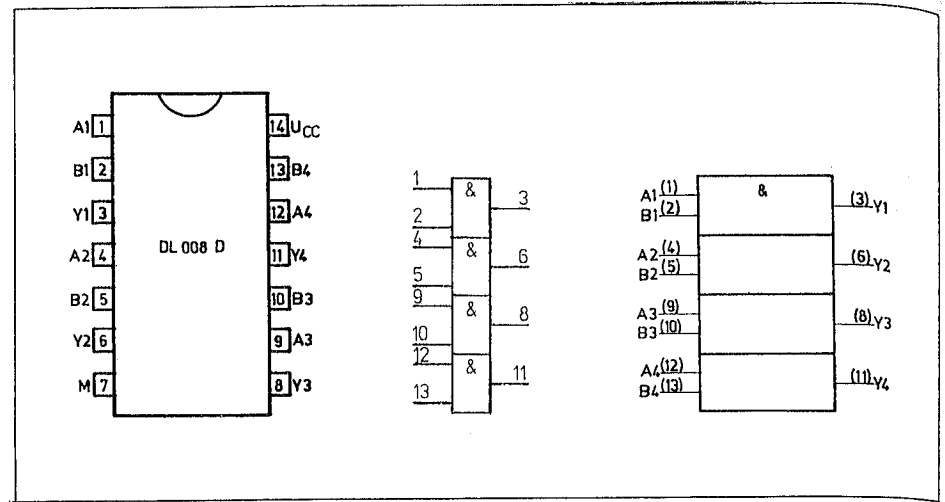 A1 1 14 UCC
B1 2 13 B4
Y1 3 12 A4
A2 4 DL 008 D 11 Y4
B2 5 10 B3
Y2 6 9 A3
M 7 8 Y3
1 & 3
2
4 & 6
5
9 & 8
10
12 & 11
13
A1 (1) & (3) Y1
B1 (2)
A2 (4) (6) Y2
B2 (5)
A3 (9) (8) Y3
B3 (10)
A4 (12) (11) Y4
B4 (13)